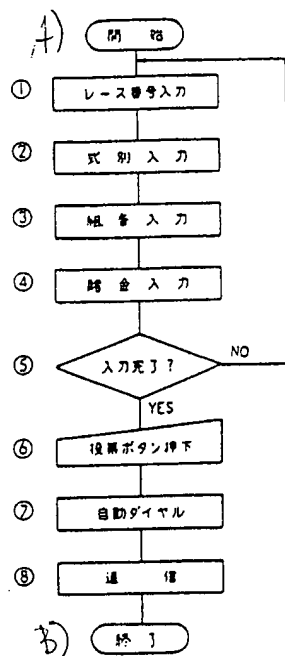 A)
開始
① レース番号入力
② 式別入力
③ 組番入力
④ 賭金入力
⑤ 入力完了?
NO
YES
⑥ 投票ボタン押下
⑦ 自動ダイヤル
⑧ 送信
B)
終了